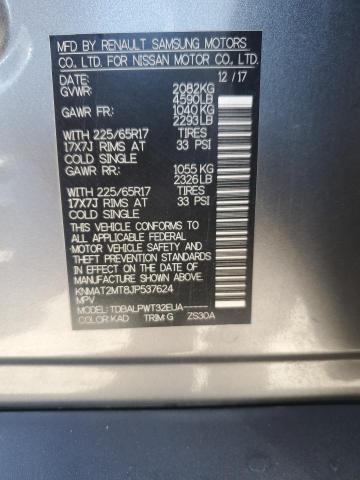 MFD BY RENAULT SAMSUNG MOTORS
CO., LTD. FOR NISSAN MOTOR CO., LTD.
DATE: 12 / 17
GVWR: 2082KG
4590LB
GAWR FR: 1040 KG
2293LB
WITH 225/65R17 TIRES
17X7J RIMS AT 33 PSI
COLD SINGLE
GAWR RR: 1055 KG
2326LB
WITH 225/65R17 TIRES
17X7J RIMS AT 33 PSI
COLD SINGLE
THIS VEHICLE CONFORMS TO
ALL APPLICABLE U.S. FEDERAL
MOTOR VEHICLE SAFETY AND
THEFT PREVENTION STANDARDS
IN EFFECT ON THE DATE OF
MANUFACTURE SHOWN ABOVE.
KNMAT2MT8JP537624
MPV
MODEL: TDBALPWT32EUA------
COLOR: KAD TRIM: G ZS30A